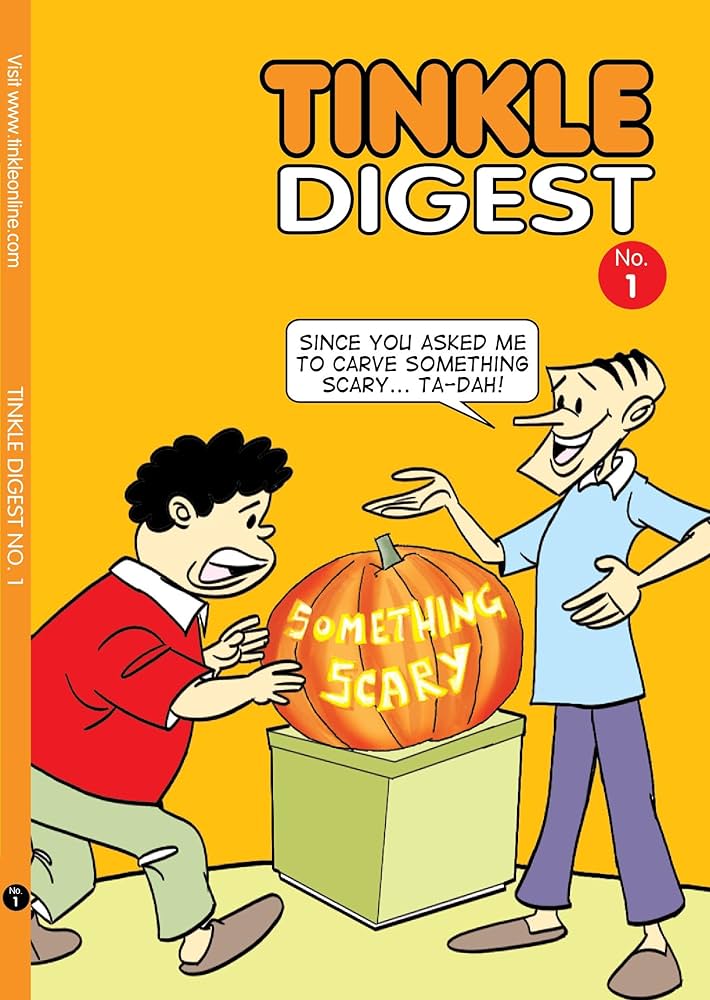 Visit www.tinkleonline.com
TINKLE DIGEST NO. 1
No.
1
TINKLE
DIGEST
No.
1
SINCE YOU ASKED ME
TO CARVE SOMETHING
SCARY... TA-DAH!
SOMETHING
SCARY